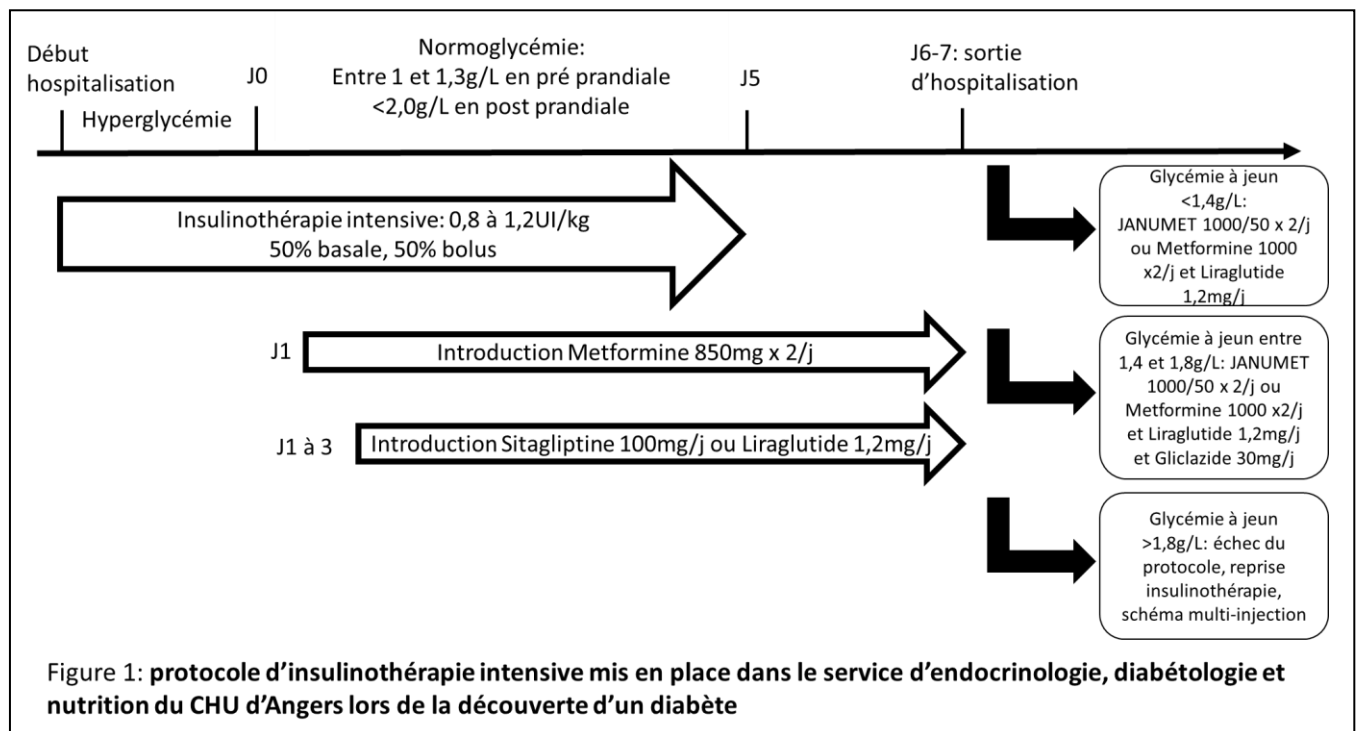 Début
hospitalisation
Hyperglycémie
J0
Normoglycémie:
Entre 1 et 1,3g/L en pré prandiale
<2,0g/L en post prandiale
J5
J6-7: sortie
d’hospitalisation
Insulinothérapie intensive: 0,8 à 1,2UI/kg
50% basale, 50% bolus
Glycémie à jeun
<1,4g/L:
JANUMET 1000/50 x 2/j
ou Metformine 1000
x2/j et Liraglutide
1,2mg/j
J1
Introduction Metformine 850mg x 2/j
Glycémie à jeun entre
1,4 et 1,8g/L: JANUMET
1000/50 x 2/j ou
Metformine 1000 x2/j
et Liraglutide 1,2mg/j
et Gliclazide 30mg/j
J1 à 3
Introduction Sitagliptine 100mg/j ou Liraglutide 1,2mg/j
Glycémie à jeun
>1,8g/L: échec du
protocole, reprise
insulinothérapie,
schéma multi-injection
Figure 1: protocole d’insulinothérapie intensive mis en place dans le service d’endocrinologie, diabétologie et
nutrition du CHU d’Angers lors de la découverte d’un diabète